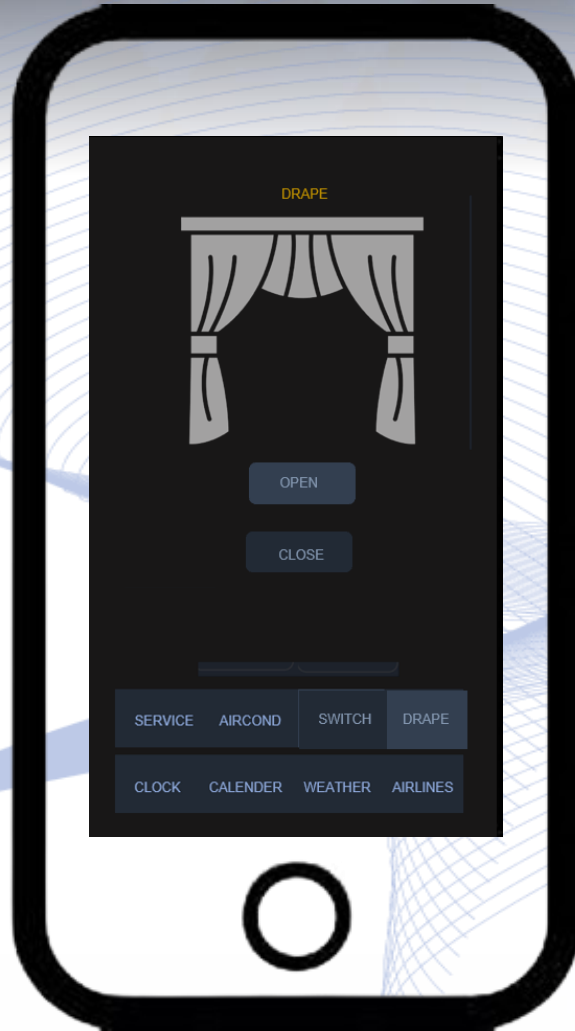 DRAPE
OPEN
CLOSE
SERVICE AIRCOND SWITCH DRAPE
CLOCK CALENDER WEATHER AIRLINES